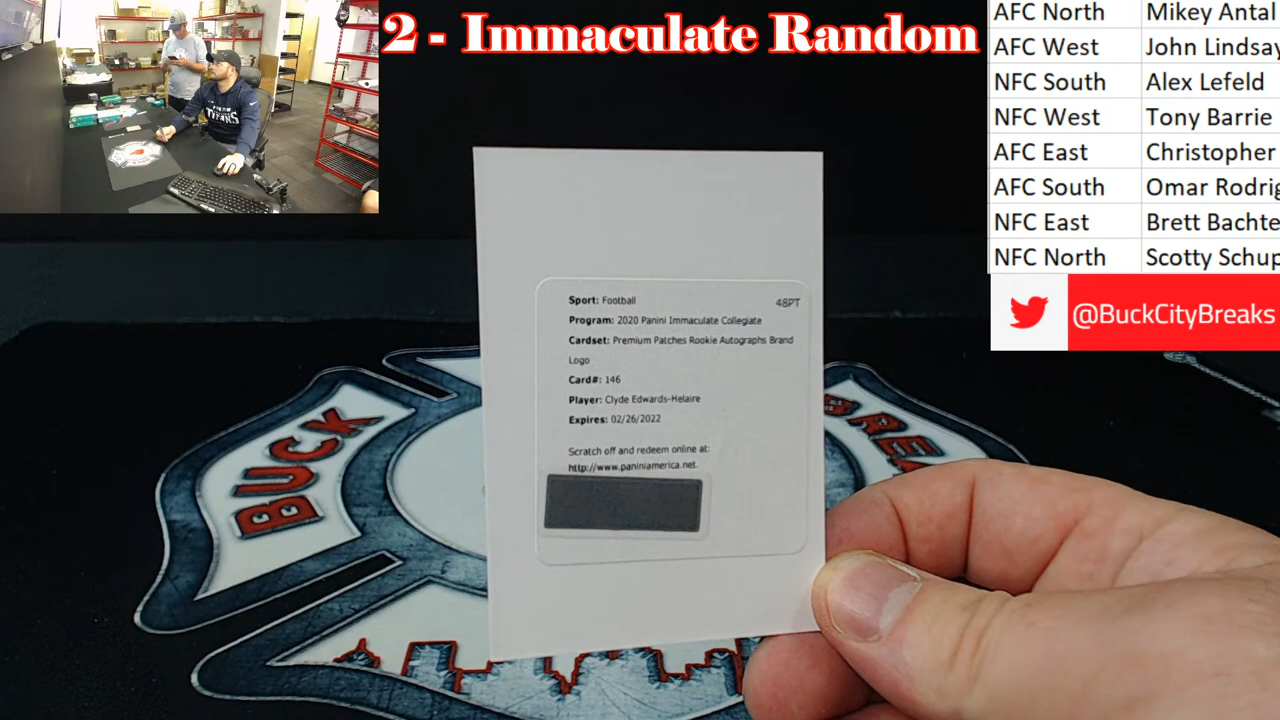 2 - Immaculate Random
AFC North Mikey Antal
AFC West John Lindsay
NFC South Alex Lefeld
NFC West Tony Barrie
AFC East Christopher
AFC South Omar Rodrig
NFC East Brett Bachte
NFC North Scotty Schup
@BuckCityBreaks
Sport: Football 48PT
Program: 2020 Panini Immaculate Collegiate
Cardset: Premium Patches Rookie Autographs Brand
Logo
Card#: 146
Player: Clyde Edwards-Helaire
Expires: 02/26/2022
Scratch off and redeem online at:
http://www.paniniamerica.net.
BUCK
BREA